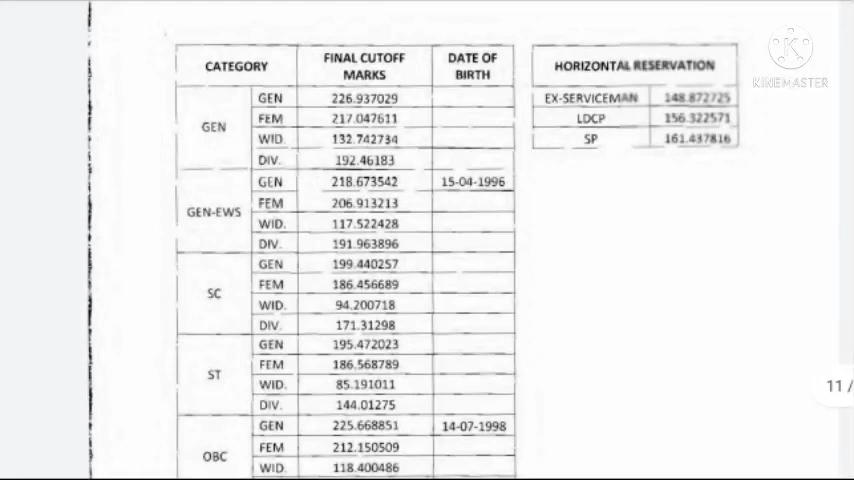 KINEMASTER
CATEGORY FINAL CUTOFF MARKS DATE OF BIRTH
GEN GEN 226.937029
FEM 217.047611
WID. 132.742734
DIV. 192.46183
GEN-EWS GEN 218.673542 15-04-1996
FEM 206.913213
WID. 117.522428
DIV. 191.963896
SC GEN 199.440257
FEM 186.456689
WID. 94.200718
DIV. 171.31298
ST GEN 195.472023
FEM 186.568789
WID. 85.191011
DIV. 144.01275
OBC GEN 225.668851 14-07-1998
FEM 212.150509
WID. 118.400486
HORIZONTAL RESERVATION
EX-SERVICEMAN 148.872725
LDCP 156.322571
SP 161.437816
11 /